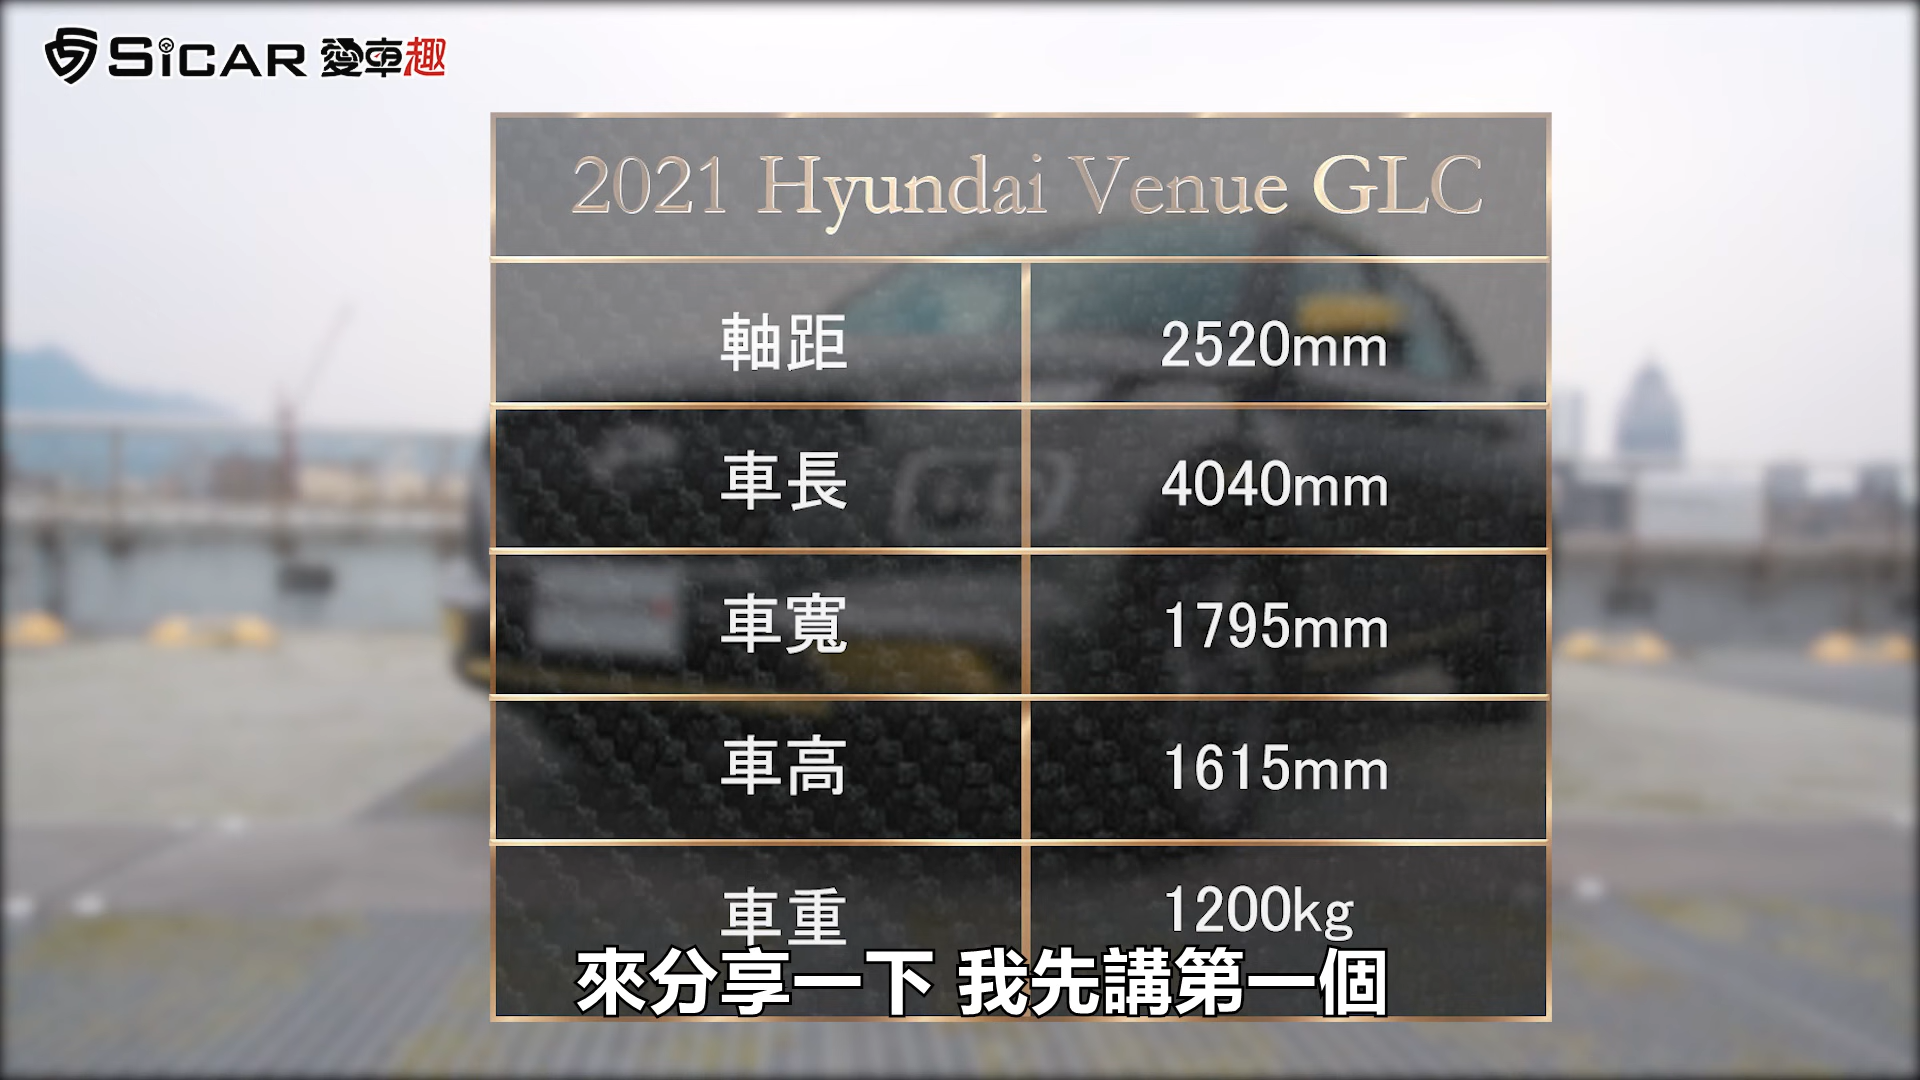 SiCAR 愛車趣
2021 Hyundai Venue GLC
軸距 2520mm
車長 4040mm
車寬 1795mm
車高 1615mm
車重 1200kg
來分享一下 我先講第一個